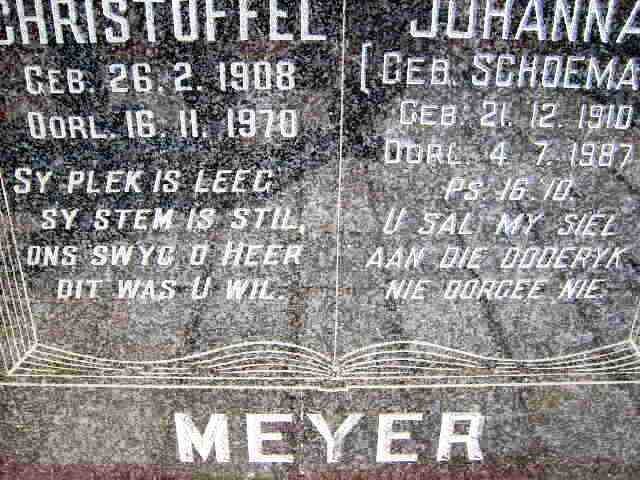 CHRISTOFFEL
GEB. 26. 2. 1908
OORL. 16. 11. 1970
SY PLEK IS LEEG
SY STEM IS STIL,
ONS SWYG O HEER
DIT WAS U WIL.
JOHANNA
(GEB. SCHOEMA
GEB. 21. 12. 1910
OORL. 4. 7. 1987
PS. 16. 10.
U SAL MY SIEL
AAN DIE DODERYK
NIE OORGEE NIE.
MEYER